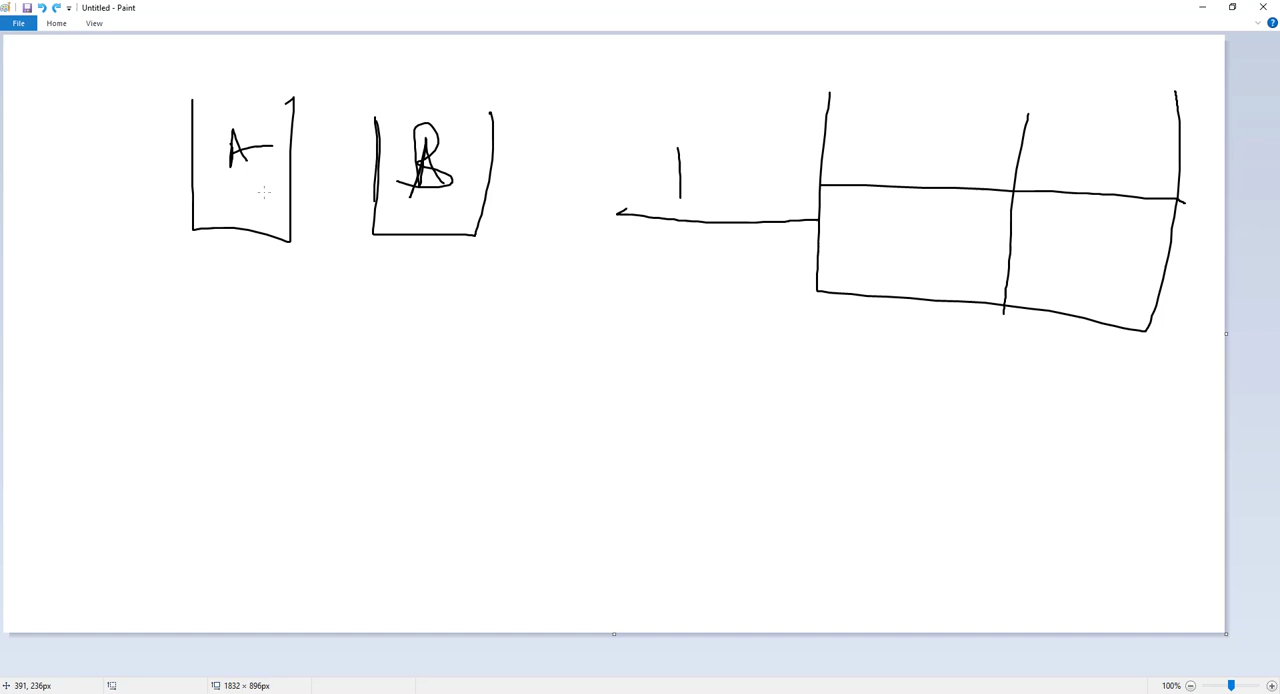 Untitled - Paint
File Home View
A B
391, 236px 1832 × 896px 100%